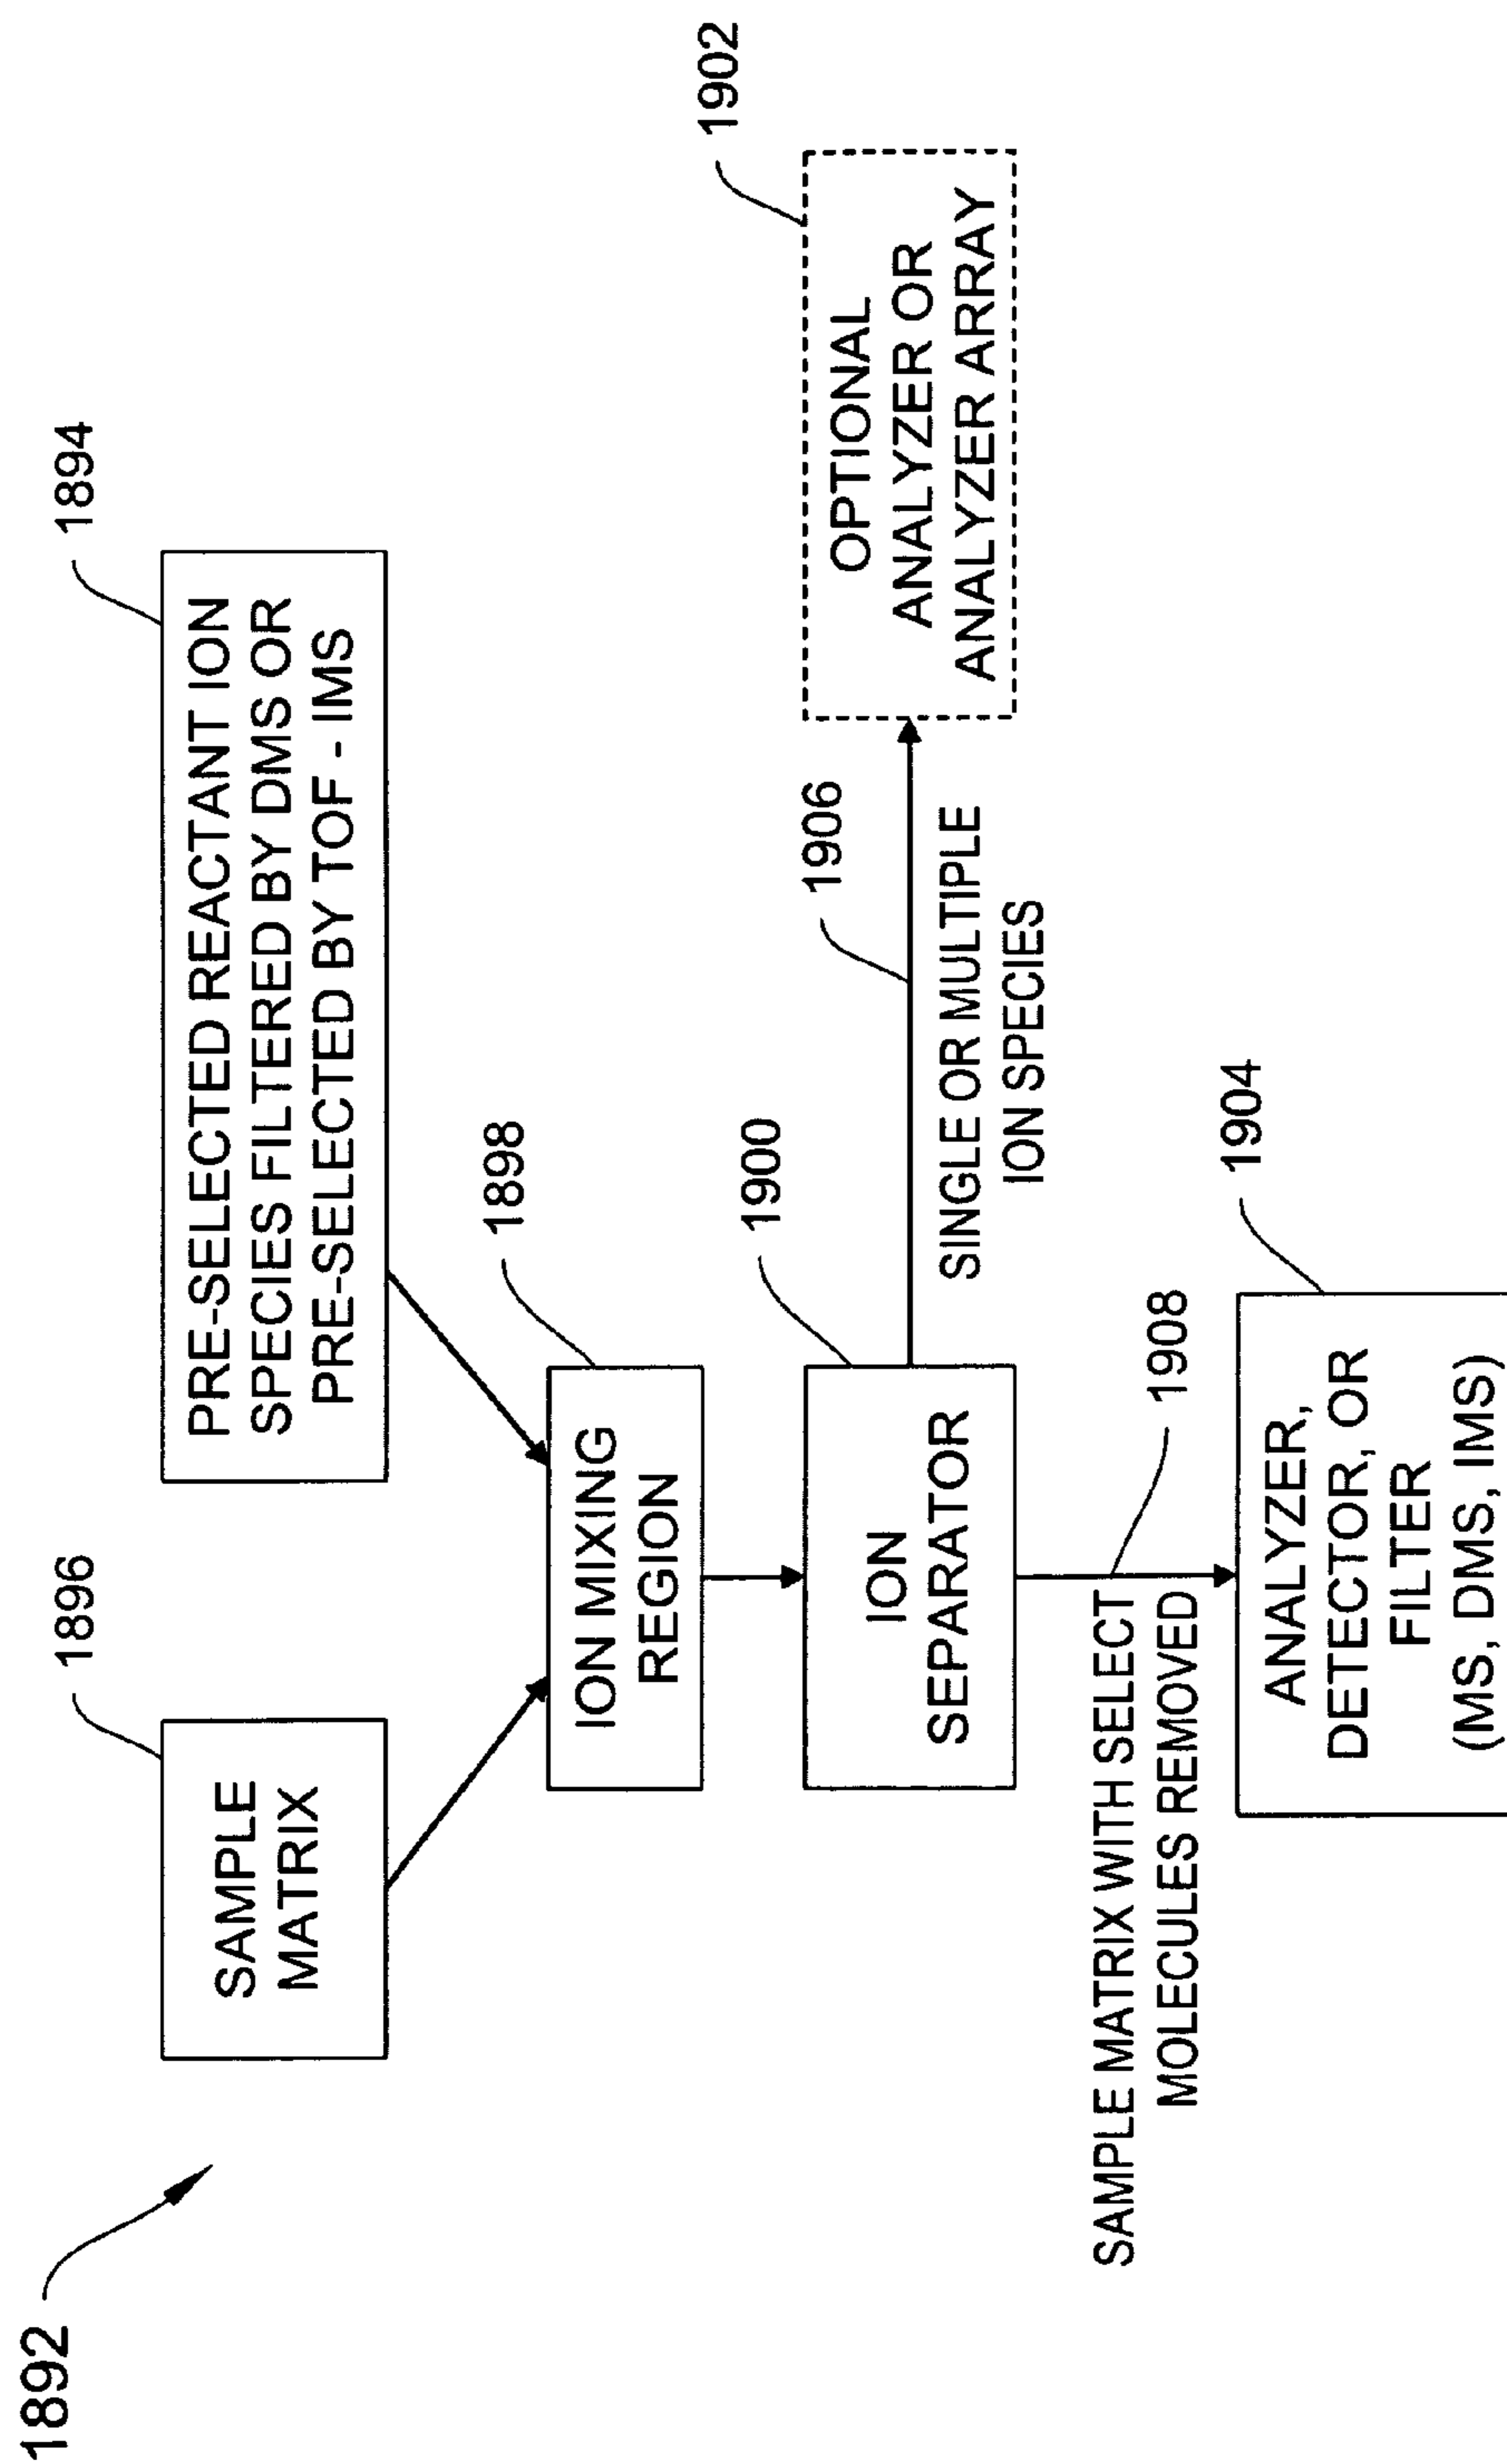 1892
1896
SAMPLE
MATRIX
1894
PRE-SELECTED REACTANT ION
SPECIES FILTERED BY DMS OR
PRE-SELECTED BY TOF - IMS
1898
ION MIXING
REGION
1900
ION
SEPARATOR
1906
SINGLE OR MULTIPLE
ION SPECIES
1902
OPTIONAL
ANALYZER OR
ANALYZER ARRAY
SAMPLE MATRIX WITH SELECT
MOLECULES REMOVED
1908
1904
ANALYZER,
DETECTOR, OR
FILTER
(MS, DMS, IMS)